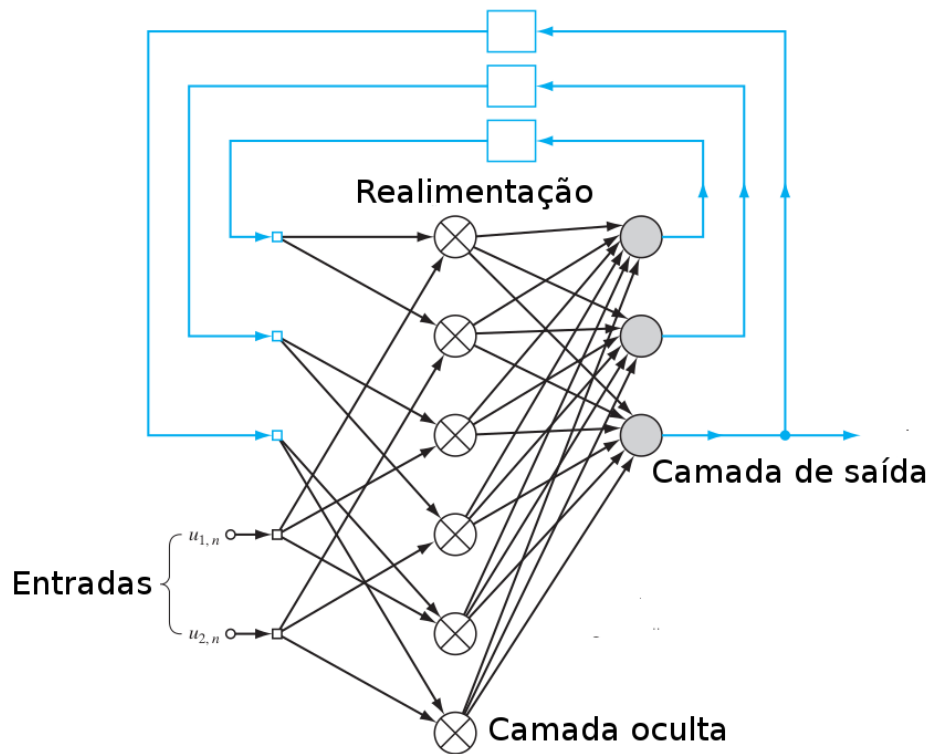 Realimentação
Camada de saída
u1,n
Entradas
u2,n
Camada oculta